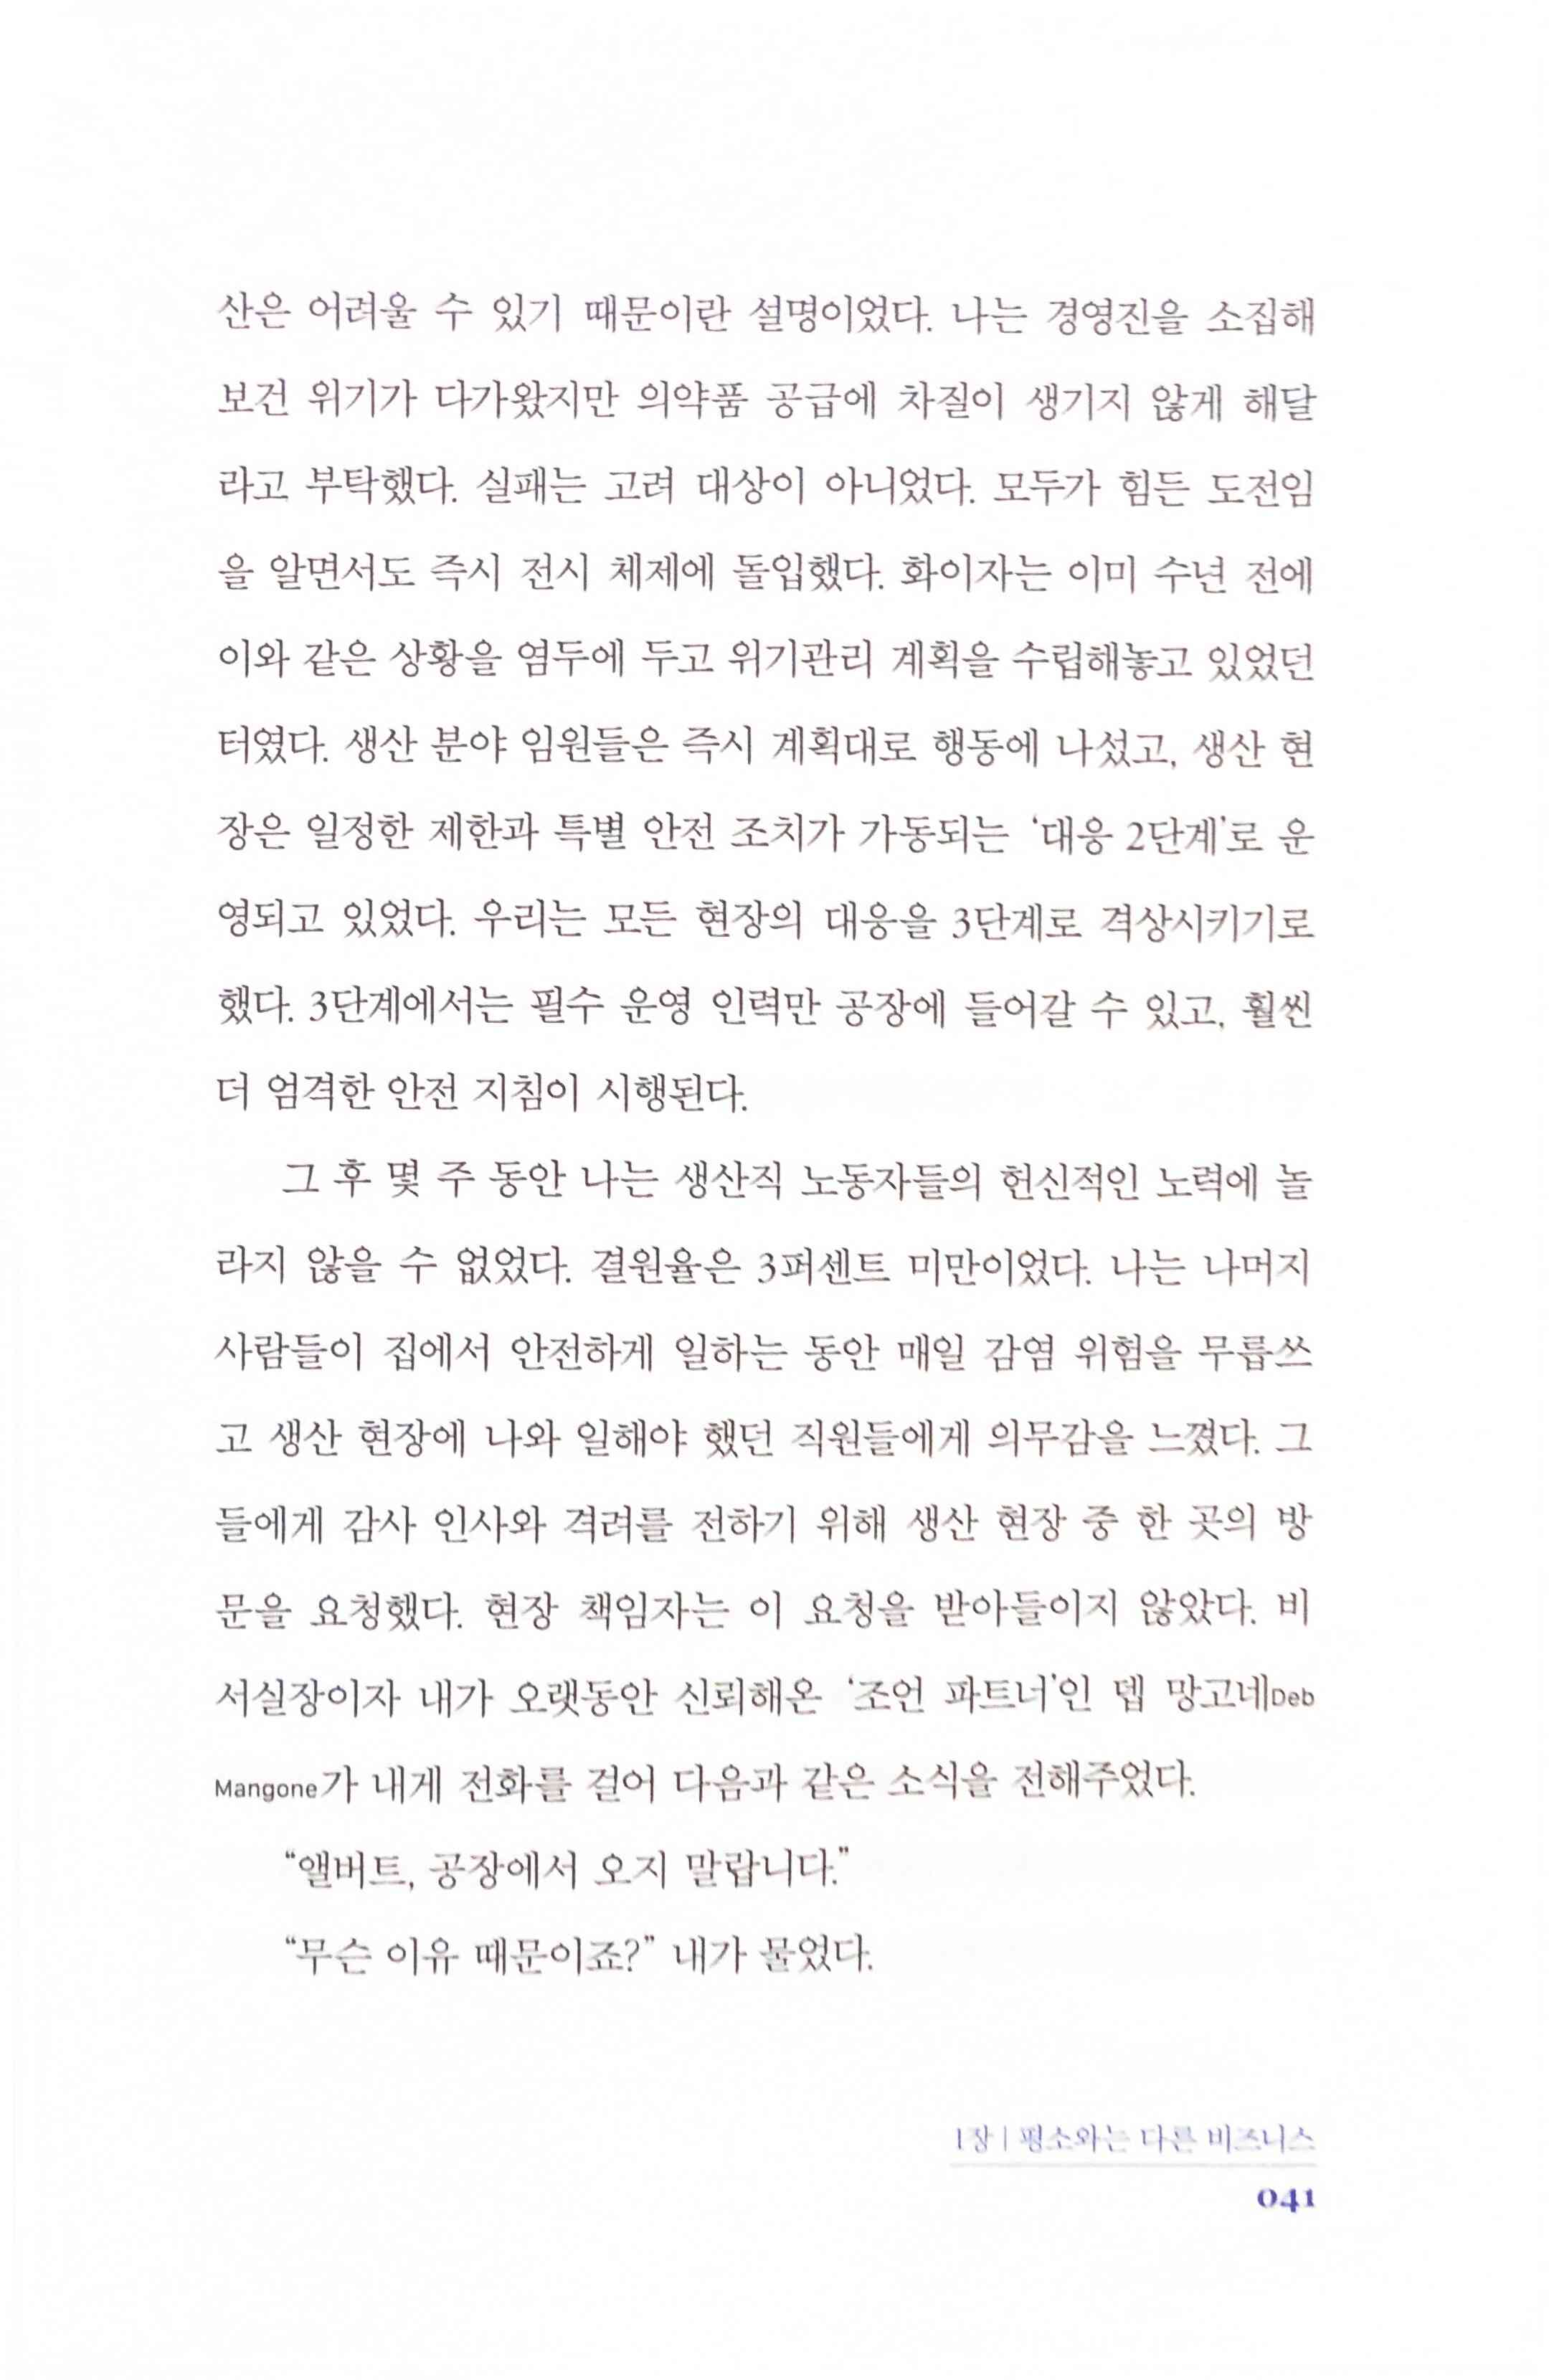 산은 어려울 수 있기 때문이란 설명이었다. 나는 경영진을 소집해
보건 위기가 다가왔지만 의약품 공급에 차질이 생기지 않게 해달
라고 부탁했다. 실패는 고려 대상이 아니었다. 모두가 힘든 도전임
을 알면서도 즉시 전시 체제에 돌입했다. 화이자는 이미 수년 전에
이와 같은 상황을 염두에 두고 위기관리 계획을 수립해놓고 있었던
터였다. 생산 분야 임원들은 즉시 계획대로 행동에 나섰고, 생산 현
장은 일정한 제한과 특별 안전 조치가 가동되는 ‘대응 2단계’로 운
영되고 있었다. 우리는 모든 현장의 대응을 3단계로 격상시키기로
했다. 3단계에서는 필수 운영 인력만 공장에 들어갈 수 있고, 훨씬
더 엄격한 안전 지침이 시행된다.
그 후 몇 주 동안 나는 생산직 노동자들의 헌신적인 노력에 놀
라지 않을 수 없었다. 결원율은 3퍼센트 미만이었다. 나는 나머지
사람들이 집에서 안전하게 일하는 동안 매일 감염 위험을 무릅쓰
고 생산 현장에 나와 일해야 했던 직원들에게 의무감을 느꼈다. 그
들에게 감사 인사와 격려를 전하기 위해 생산 현장 중 한 곳의 방
문을 요청했다. 현장 책임자는 이 요청을 받아들이지 않았다. 비
서실장이자 내가 오랫동안 신뢰해온 ‘조언 파트너’인 뎁 망고네Deb
Mangone가 내게 전화를 걸어 다음과 같은 소식을 전해주었다.
“앨버트, 공장에서 오지 말랍니다.”
“무슨 이유 때문이죠?” 내가 물었다.
1장 | 평소와는 다른 비즈니스
041